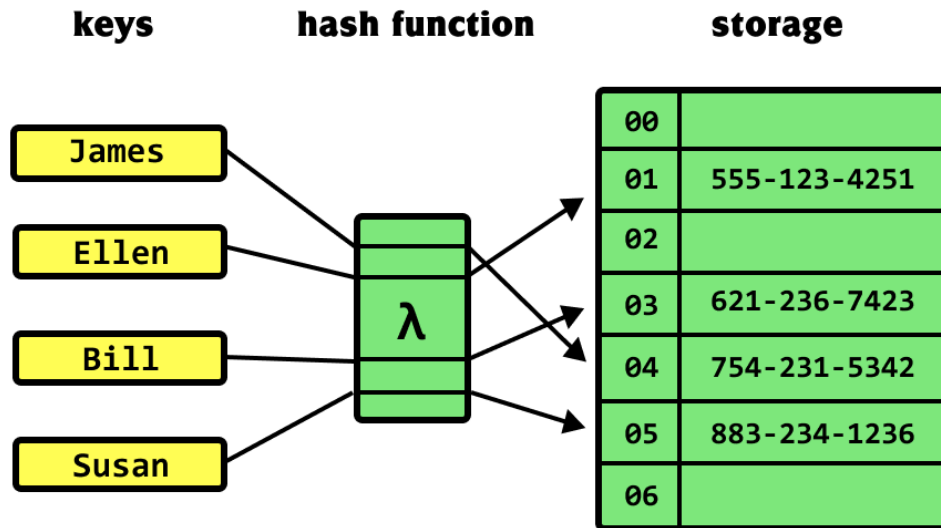 keys
hash function
storage
James
Ellen
Bill
Susan
λ
00
01 555-123-4251
02
03 621-236-7423
04 754-231-5342
05 883-234-1236
06